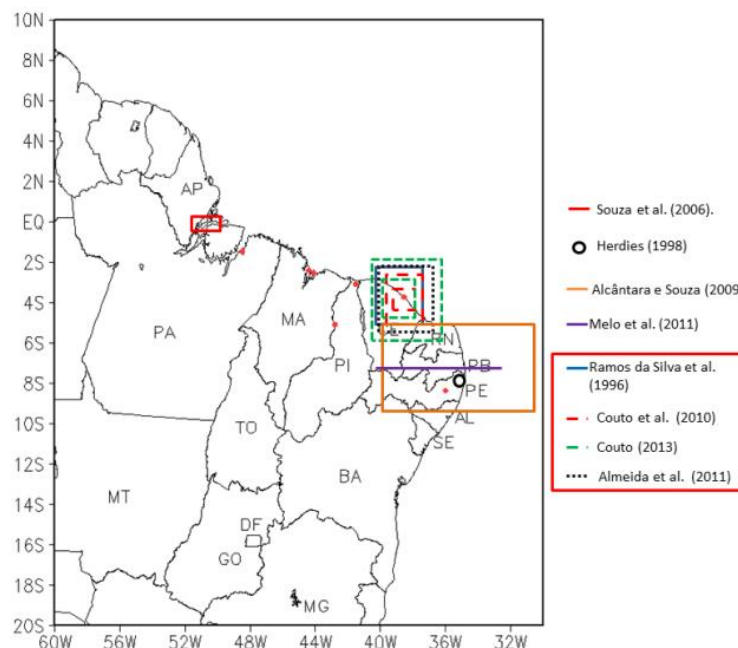 10N
8N
6N
4N
2N
EQ
2S
4S
6S
8S
10S
12S
14S
16S
18S
20S
60W 56W 52W 48W 44W 40W 36W 32W
AP
PA
MA
PI
RN
PB
PE
AL
SE
TO
BA
MT
DF
GO
MG
Souza et al. (2006).
Herdies (1998)
Alcântara e Souza (2009
Melo et al. (2011)
Ramos da Silva et al.
(1996)
Couto et al. (2010)
Couto (2013)
Almeida et al. (2011)